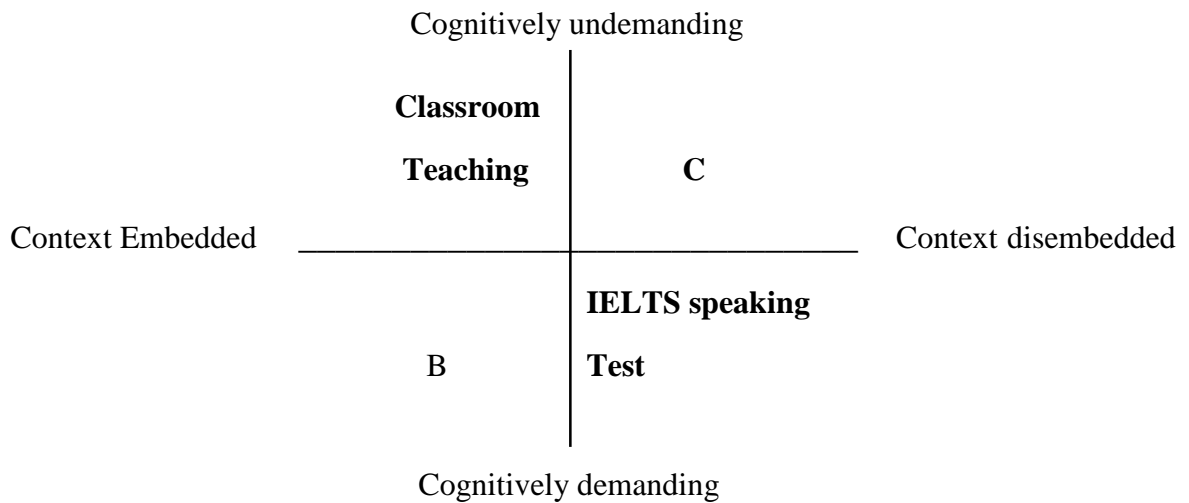 Cognitively undemanding
Classroom
Teaching
C
Context Embedded
Context disembedded
IELTS speaking
B
Test
Cognitively demanding